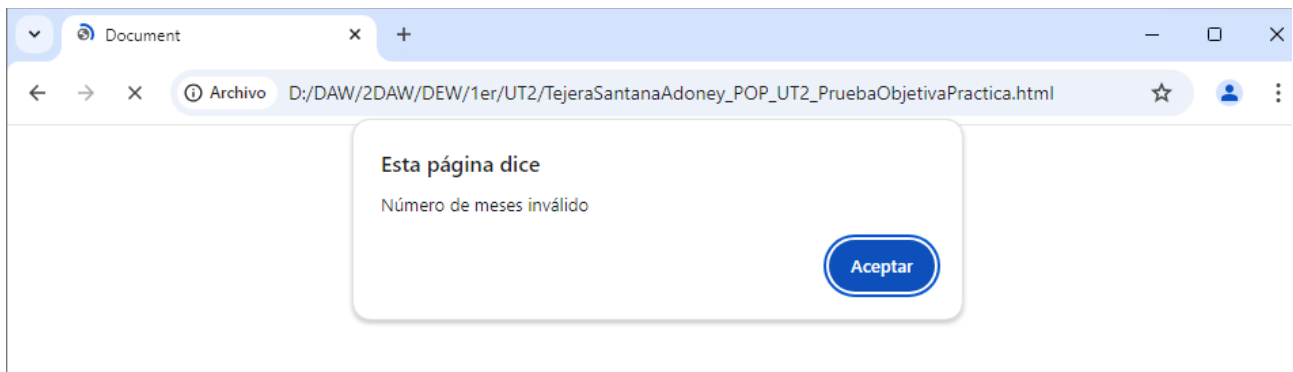 Document
Archivo D:/DAW/2DAW/DEW/1er/UT2/TejeraSantanaAdoney_POP_UT2_PruebaObjetivaPractica.html
Esta página dice
Número de meses inválido
Aceptar